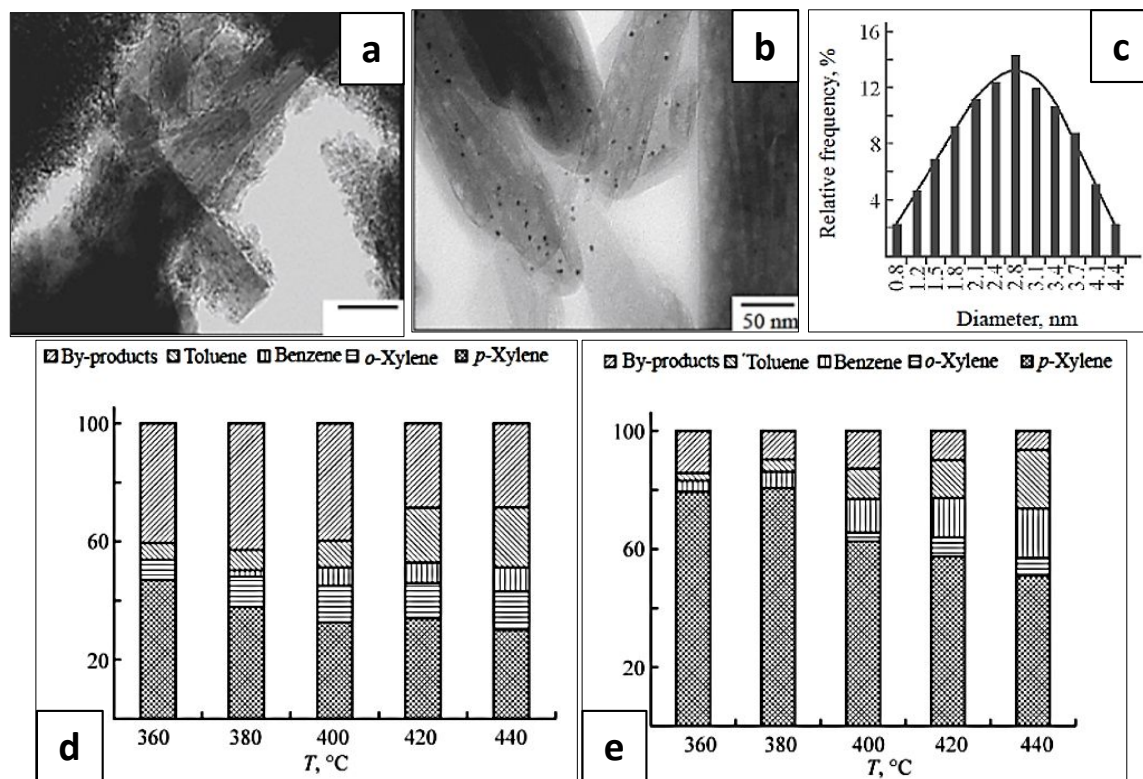 a
b
50 nm
c
Relative frequency, %
16
12
8
4
0.8 1.2 1.5 1.8 2.1 2.4 2.8 3.1 3.4 3.7 4.1 4.4
Diameter, nm
By-products Toluene Benzene o-Xylene p-Xylene
100
60
20
360 380 400 420 440
T, °C
d
By-products 'Toluene Benzene o-Xylene p-Xylene
100
60
20
360 380 400 420 440
T, °C
e